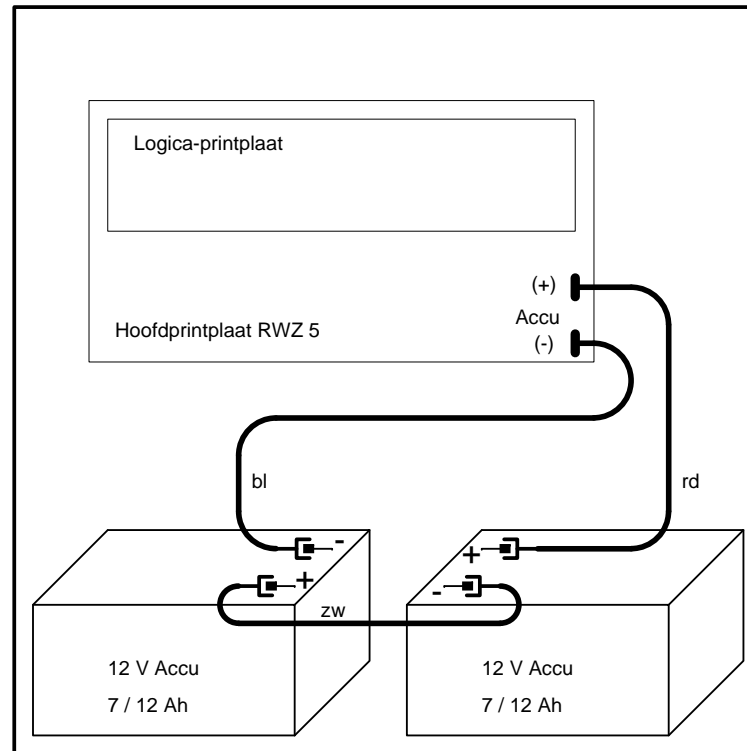 Logica-printplaat
(+)
Accu
Hoofdprintplaat RWZ 5
(-)
bl
rd
-
+
+
-
zw
12 V Accu
7 / 12 Ah
12 V Accu
7 / 12 Ah